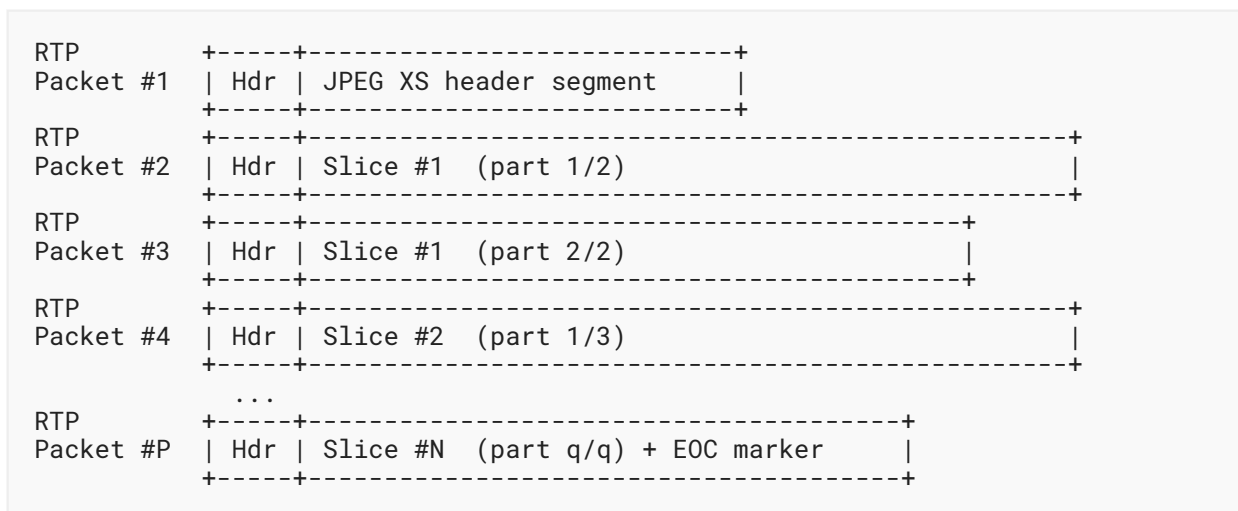 RTP          +-----+----------------------------+
Packet #1  | Hdr | JPEG XS header segment     |
           +-----+----------------------------+
RTP        +-----+--------------------------------------------------+
Packet #2  | Hdr | Slice #1  (part 1/2)                             |
           +-----+--------------------------------------------------+
RTP        +-----+-------------------------------------------+
Packet #3  | Hdr | Slice #1  (part 2/2)                      |
           +-----+-------------------------------------------+
RTP        +-----+--------------------------------------------------+
Packet #4  | Hdr | Slice #2  (part 1/3)                             |
           +-----+--------------------------------------------------+
             ...
RTP        +-----+---------------------------------------+
Packet #P  | Hdr | Slice #N  (part q/q) + EOC marker     |
           +-----+---------------------------------------+